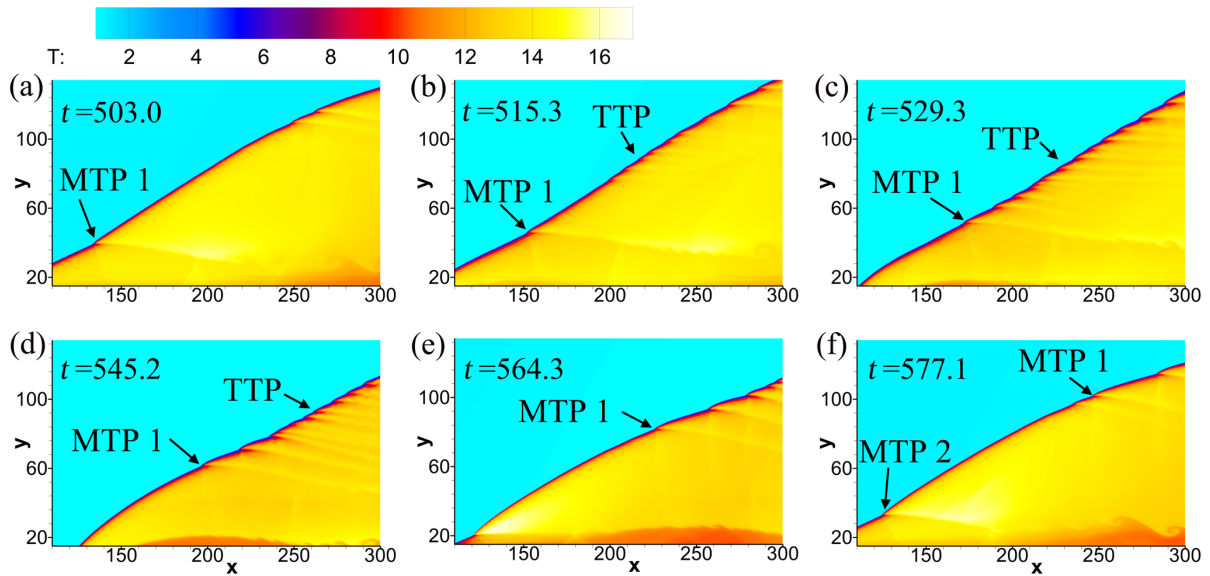 T: 2 4 6 8 10 12 14 16
(a) t=503.0
MTP 1
y
100
60
20
150 200 250 300
(b) t=515.3
TTP
MTP 1
y
100
60
20
150 200 250 300
(c) t=529.3
TTP
MTP 1
y
100
60
20
150 200 250 300
(d) t=545.2
TTP
MTP 1
y
100
60
20
150 200 250 300
x
(e) t=564.3
MTP 1
y
100
60
20
150 200 250 300
x
(f) t=577.1
MTP 1
MTP 2
y
100
60
20
150 200 250 300
x